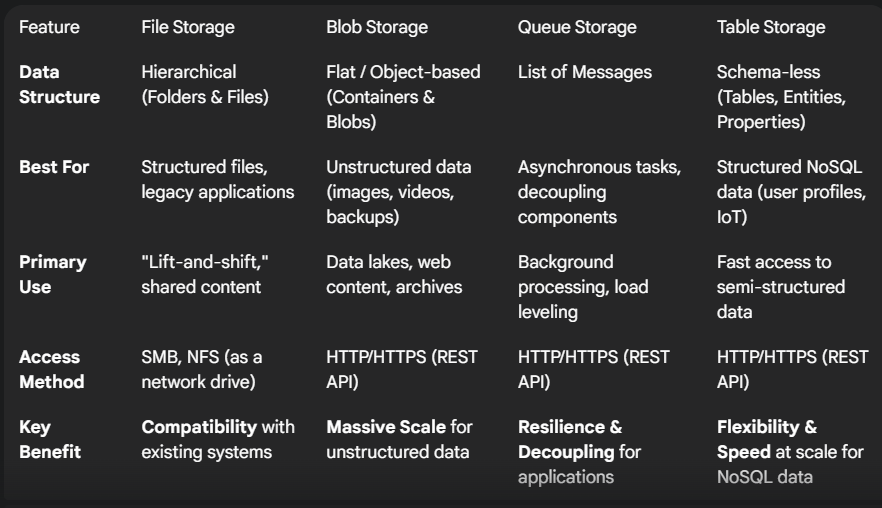 Feature File Storage Blob Storage Queue Storage Table Storage
Data Hierarchical Flat / Object-based List of Messages Schema-less
Structure (Folders & Files) (Containers & (Tables, Entities,
Blobs) Properties)
Best For Structured files, Unstructured data Asynchronous tasks, Structured NoSQL
legacy applications (images, videos, decoupling data (user profiles,
backups) components IoT)
Primary "Lift-and-shift," Data lakes, web Background Fast access to
Use shared content content, archives processing, load semi-structured
leveling data
Access SMB, NFS (as a HTTP/HTTPS (REST HTTP/HTTPS (REST HTTP/HTTPS (REST
Method network drive) API) API) API)
Key Compatibility with Massive Scale for Resilience & Flexibility &
Benefit existing systems unstructured data Decoupling for Speed at scale for
applications NoSQL data